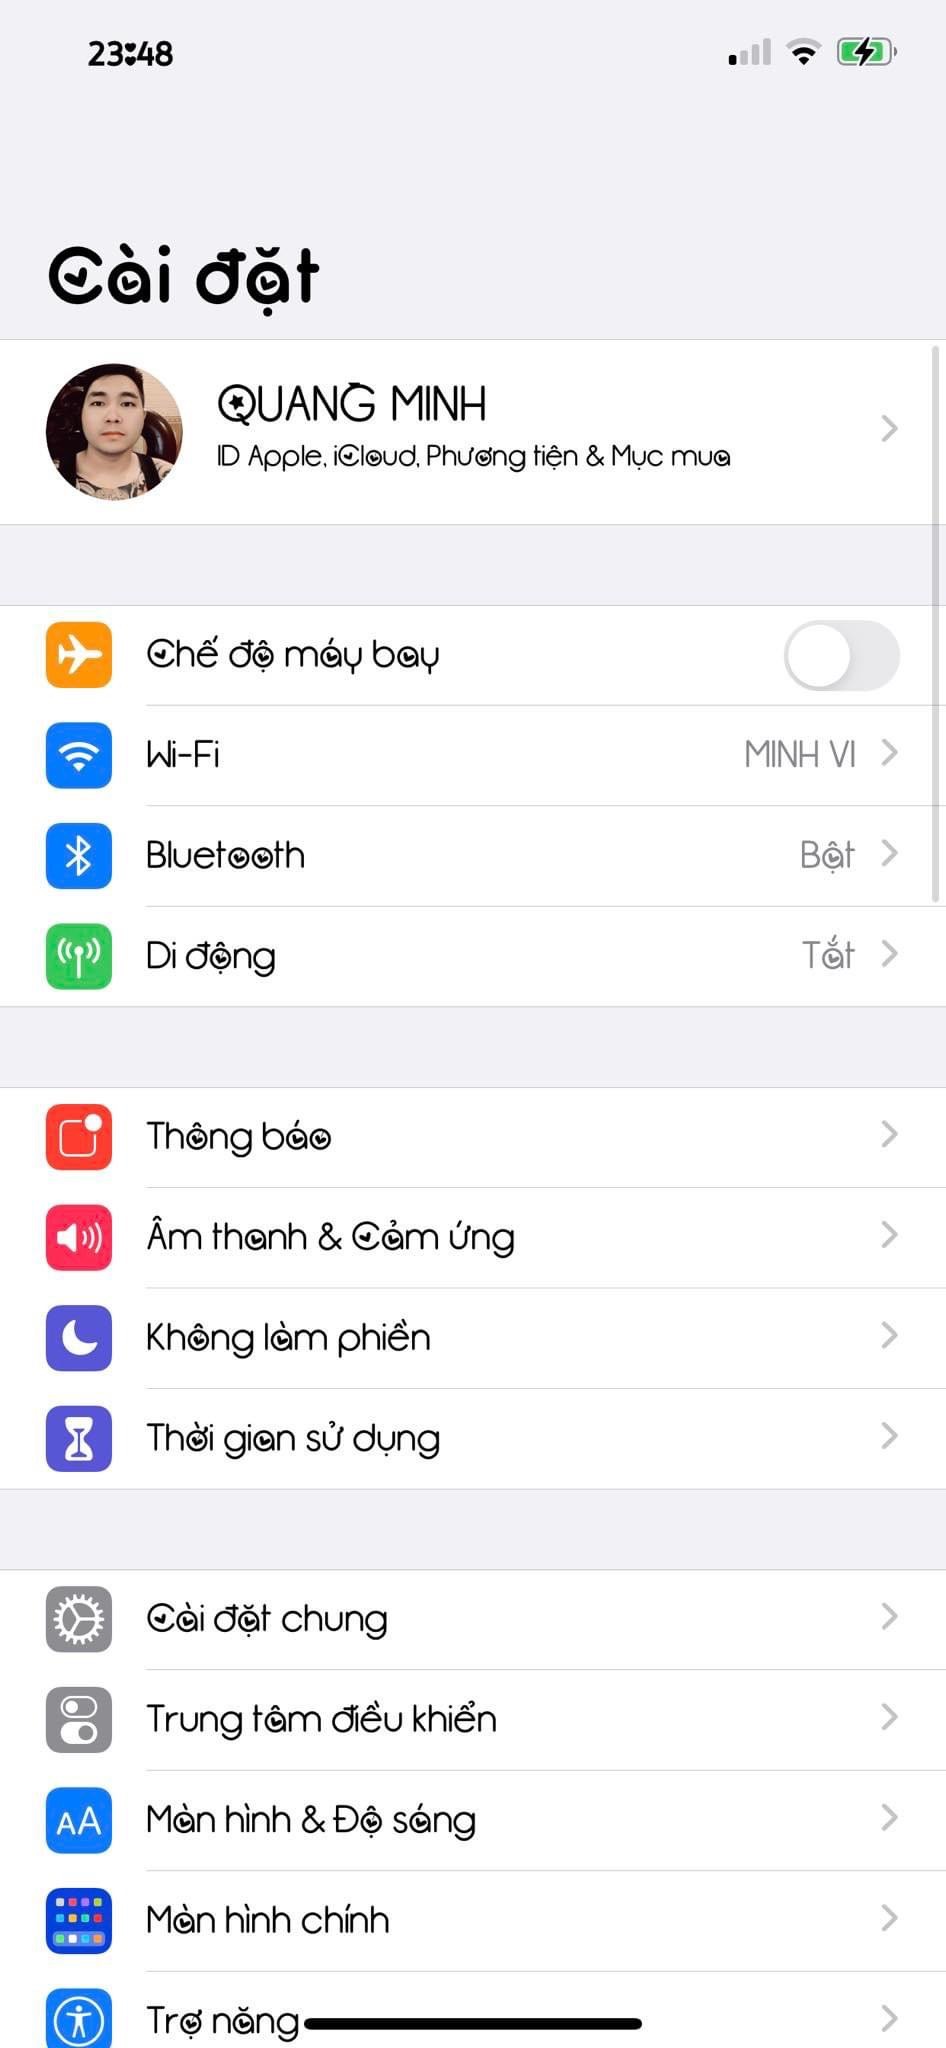 23:48
Cài đặt
QUANG MINH
ID Apple, iCloud, Phương tiện & Mục mua
Chế độ máy bay
Wi-Fi MINH VI
Bluetooth Bật
Di động Tắt
Thông báo
Âm thanh & Cảm ứng
Không làm phiền
Thời gian sử dụng
Cài đặt chung
Trung tâm điều khiển
AA Màn hình & Độ sáng
Màn hình chính
Trợ năng